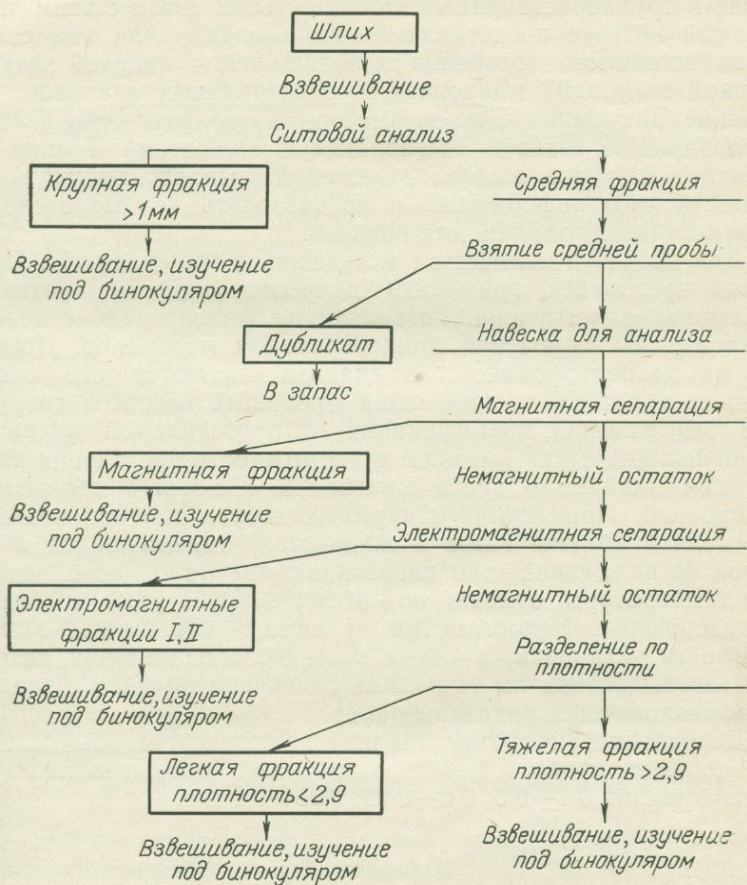 Шлих
Взвешивание
Ситовой анализ
Крупная фракция
>1мм
Средняя фракция
Взвешивание, изучение
под бинокуляром
Взятие средней пробы
Дубликат
Навеска для анализа
В запас
Магнитная сепарация
Магнитная фракция
Немагнитный остаток
Взвешивание, изучение
под бинокуляром
Электромагнитная сепарация
Электромагнитные
фракции I, II
Немагнитный остаток
Разделение по
плотности
Взвешивание, изучение
под бинокуляром
Легкая фракция
плотность<2,9
Тяжелая фракция
плотность>2,9
Взвешивание, изучение
под бинокуляром
Взвешивание, изучение
под бинокуляром